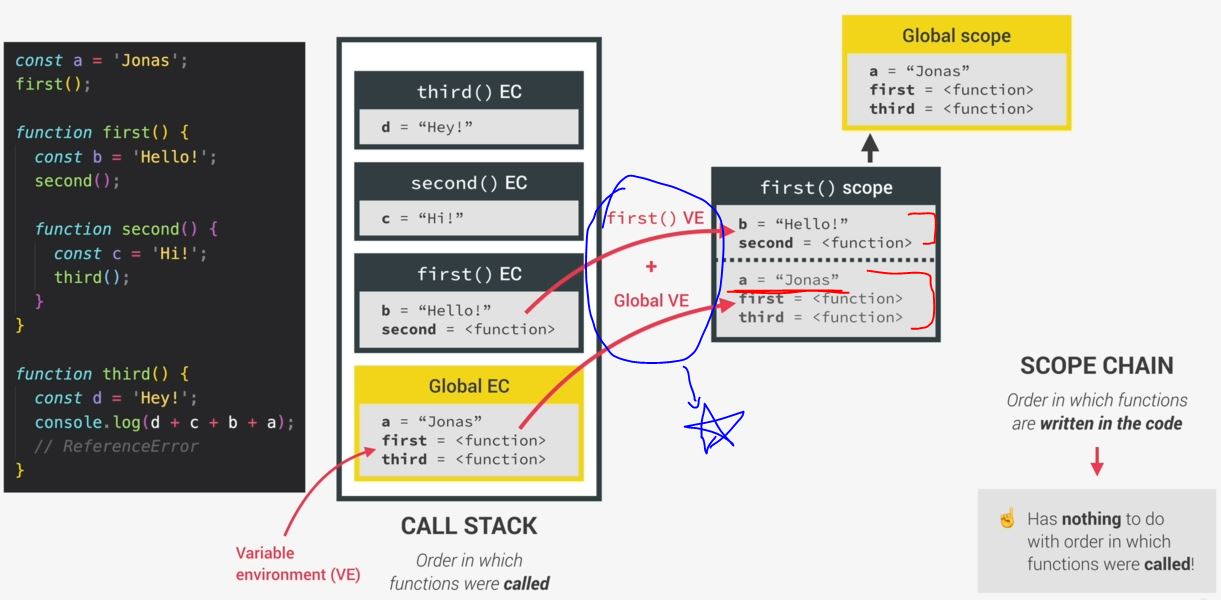 const a = 'Jonas';
first();
function first() {
const b = 'Hello!';
second();
function second() {
const c = 'Hi!';
third();
}
}
function third() {
const d = 'Hey!';
console.log(d + c + b + a);
// ReferenceError
}
third() EC
d = “Hey!”
second() EC
c = “Hi!”
first() EC
b = “Hello!”
second = <function>
Global EC
a = “Jonas”
first = <function>
third = <function>
CALL STACK
Order in which
functions were called
Variable
environment (VE)
first() VE
+
Global VE
Global scope
a = “Jonas”
first = <function>
third = <function>
first() scope
b = “Hello!”
second = <function>
a = “Jonas”
first = <function>
third = <function>
SCOPE CHAIN
Order in which functions
are written in the code
☝ Has nothing to do
with order in which
functions were called!